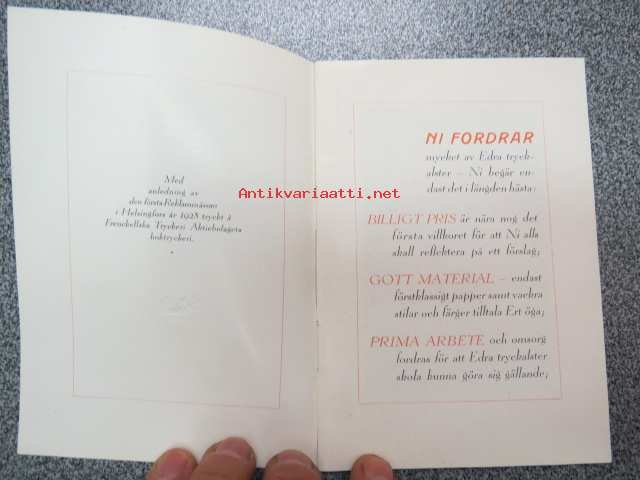 Med
anledning av
den första Reklammässan
i Helsingfors år 1928 tryckt å
Frenckellska Tryckeri Aktiebolagets
boktryckeri.
Antikvariaatti.net
NI FORDRAR
mycket av Edra tryck-
alster – Ni begär en-
dast det i längden bästa:
BILLIGT PRIS är nära nog det
första villkoret för att Ni alls
skall reflektera på ett förslag;
GOTT MATERIAL – endast
förstklassigt papper samt vackra
stilar och färger tilltala Ert öga;
PRIMA ARBETE och omsorg
fordras för att Edra tryckalster
skola kunna göra sig gällande;